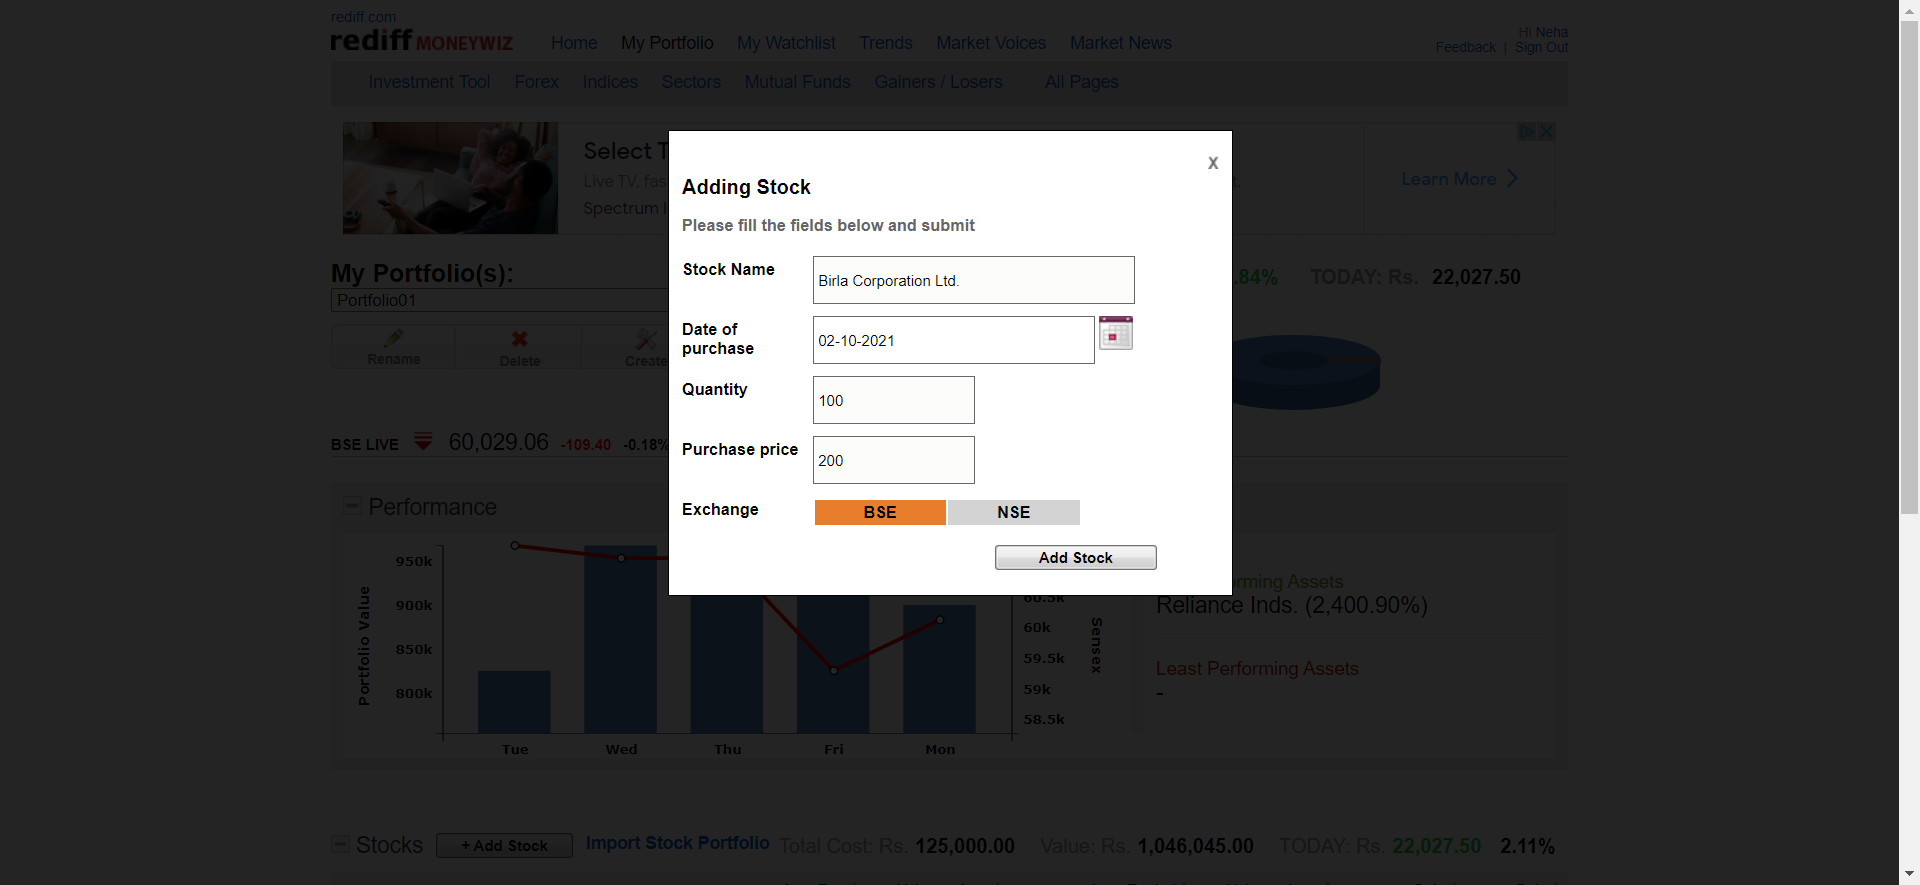 rediff.com
rediff MONEYWIZ
Home My Portfolio My Watchlist Trends Market Voices Market News
Hi Neha
Feedback | Sign Out
Investment Tool Forex Indices Sectors Mutual Funds Gainers / Losers All Pages
Select
Live TV, fas
Spectrum
Learn More
x
Adding Stock
Please fill the fields below and submit
Stock Name
Birla Corporation Ltd.
Date of
purchase
02-10-2021
Quantity
100
Purchase price
200
Exchange
BSE NSE
Add Stock
My Portfolio(s):
Portfolio01
.84% TODAY: Rs. 22,027.50
Rename
Delete
Create
BSE LIVE 60,029.06 -109.40 -0.18%
Performance
950k
900k
850k
800k
Portfolio Value
Tue Wed Thu Fri Mon
60.5k
60k
59.5k
59k
58.5k
Sensex
rming Assets
Reliance Inds. (2,400.90%)
Least Performing Assets
-
Stocks + Add Stock Import Stock Portfolio Total Cost: Rs. 125,000.00 Value: Rs. 1,046,045.00 TODAY: Rs. 22,027.50 2.11%